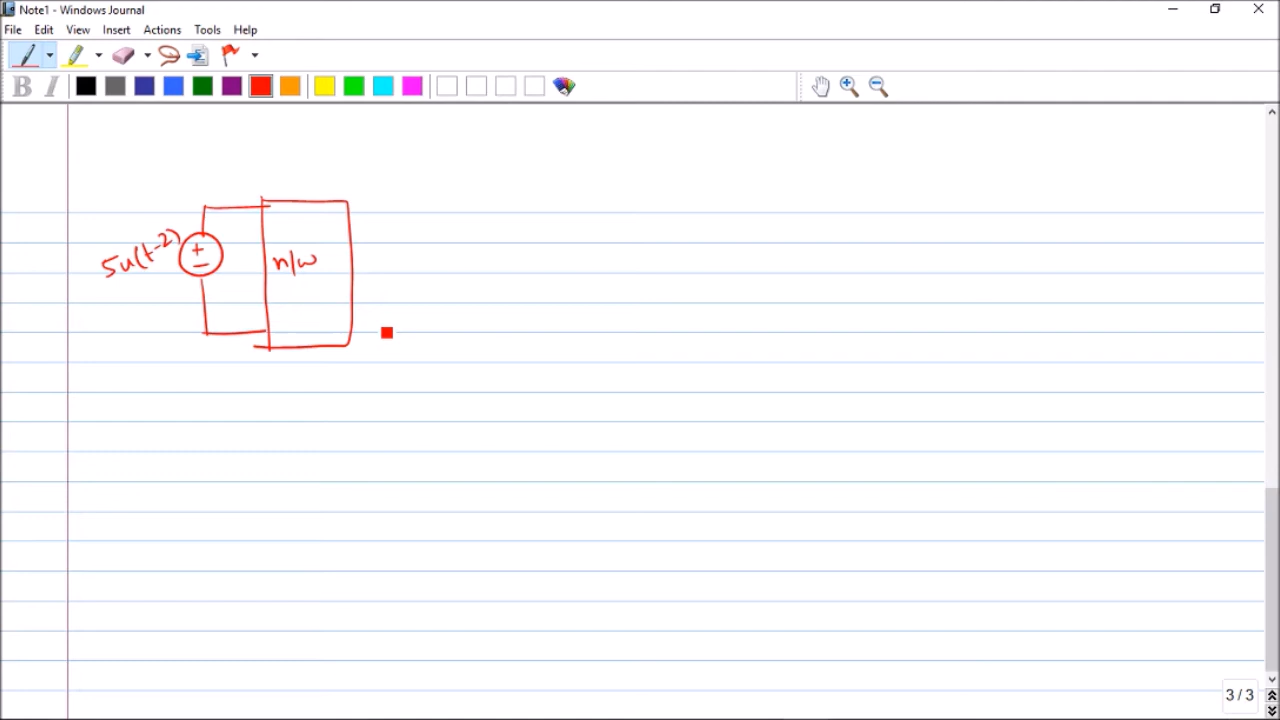 Note1 - Windows Journal
File Edit View Insert Actions Tools Help
B I
5u(t-2) + − n/w
3 / 3